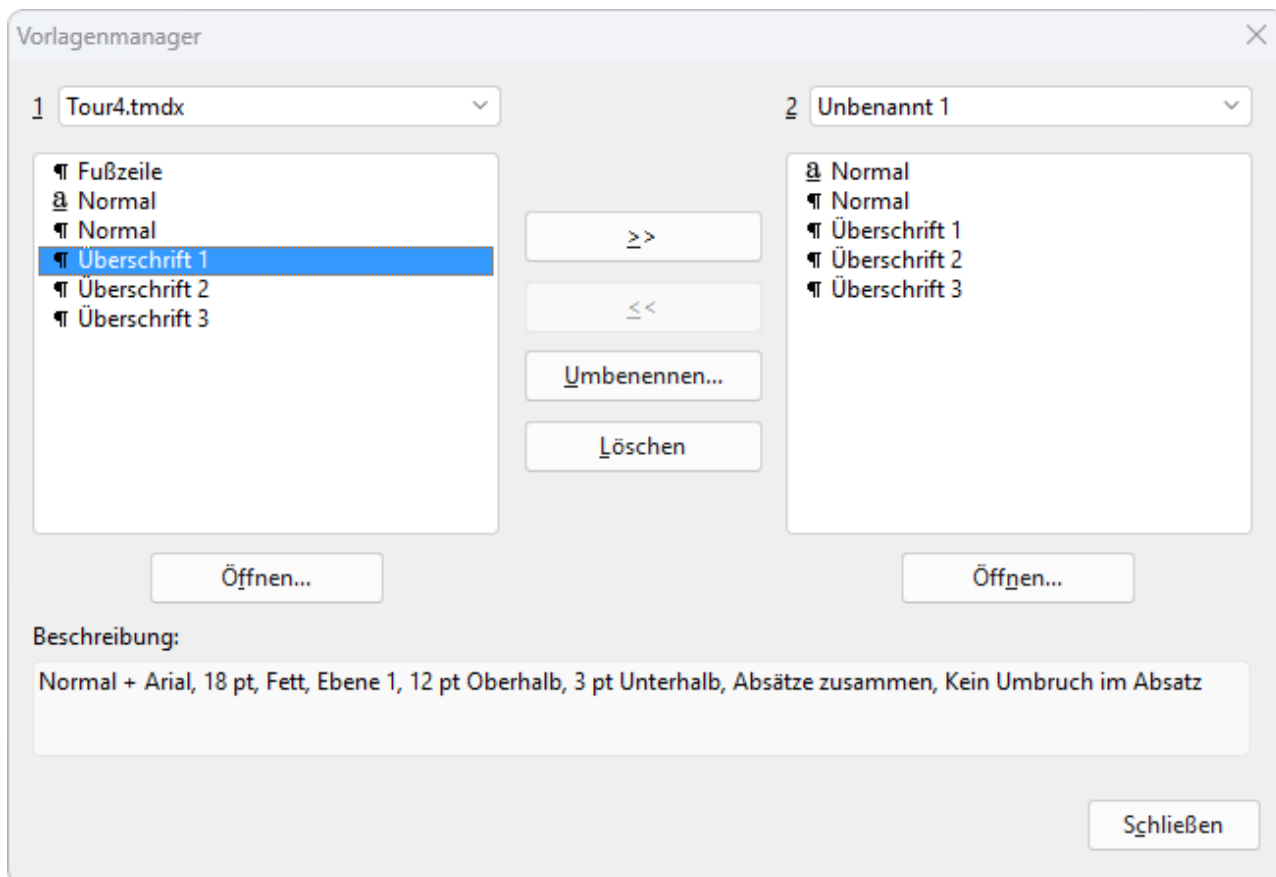 Vorlagenmanager
1 Tour4.tmdx
2 Unbenannt 1
¶ Fußzeile
a Normal
¶ Normal
¶ Überschrift 1
¶ Überschrift 2
¶ Überschrift 3
>>
<<
Umbenennen...
Löschen
a Normal
¶ Normal
¶ Überschrift 1
¶ Überschrift 2
¶ Überschrift 3
Öffnen...
Öffnen...
Beschreibung:
Normal + Arial, 18 pt, Fett, Ebene 1, 12 pt Oberhalb, 3 pt Unterhalb, Absätze zusammen, Kein Umbruch im Absatz
Schließen